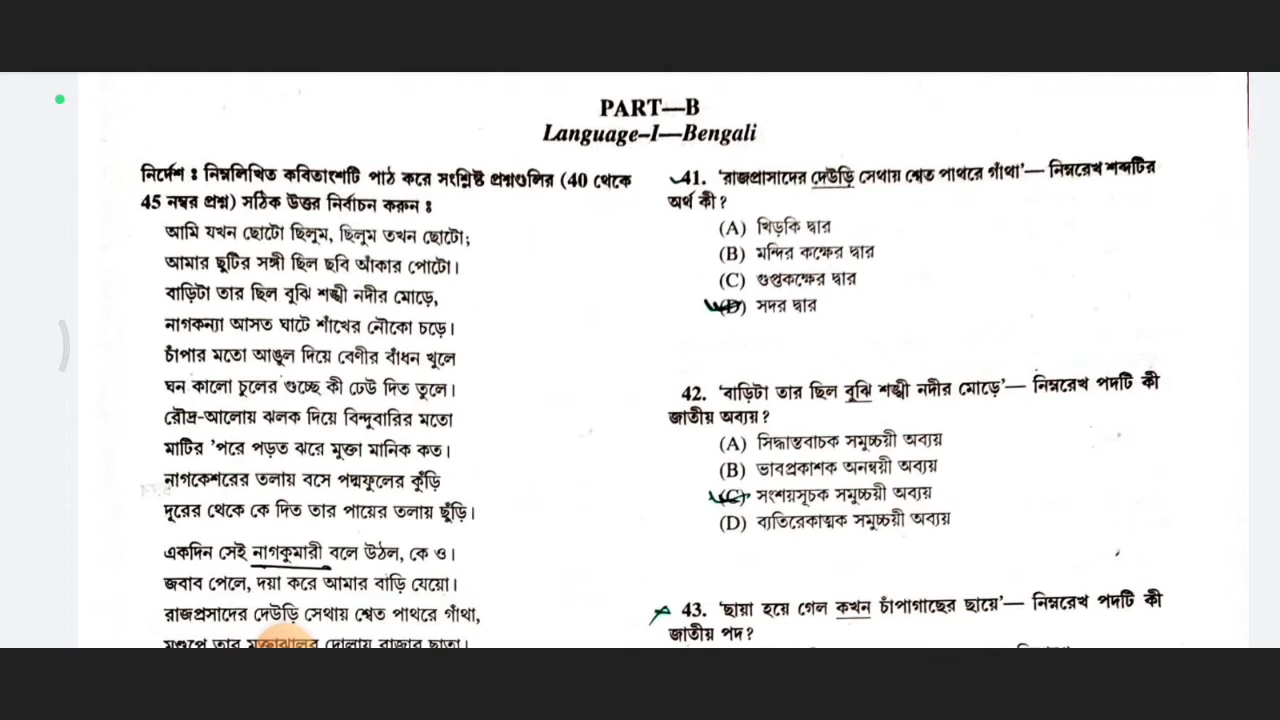 PART—B
Language–I—Bengali
নির্দেশ : নিম্নলিখিত কবিতাংশটি পাঠ করে সংশ্লিষ্ট প্রশ্নগুলির (40 থেকে
45 নম্বর প্রশ্ন) সঠিক উত্তর নির্বাচন করুন :
আমি যখন ছোটো ছিলুম, ছিলুম তখন ছোটো;
আমার ছুটির সঙ্গী ছিল ছবি আঁকার পোটো।
বাড়িটা তার ছিল বুঝি শঙ্খী নদীর মোড়ে,
নাগকন্যা আসত ঘাটে শাঁখের নৌকো চড়ে।
চাঁপার মতো আঙুল দিয়ে বেণীর বাঁধন খুলে
ঘন কালো চুলের গুচ্ছে কী ঢেউ দিত তুলে।
রৌদ্র-আলোয় ঝলক দিয়ে বিন্দুবারির মতো
মাটির ’পরে পড়ত ঝরে মুক্তা মানিক কত।
নাগকেশরের তলায় বসে পদ্মফুলের কুঁড়ি
দূরের থেকে কে দিত তার পায়ের তলায় ছুঁড়ি।
একদিন সেই নাগকুমারী বলে উঠল, কে ও।
জবাব পেলে, দয়া করে আমার বাড়ি যেয়ো।
রাজপ্রসাদের দেউড়ি সেথায় শ্বেত পাথরে গাঁথা,
মণ্ডপে তার মুক্তাঝালর দোলায় রাজার ছাতা।
41. ‘রাজপ্রাসাদের দেউড়ি সেথায় শ্বেত পাথরে গাঁথা’— নিম্নরেখ শব্দটির
অর্থ কী?
(A) খিড়কি দ্বার
(B) মন্দির কক্ষের দ্বার
(C) গুপ্তকক্ষের দ্বার
(D) সদর দ্বার
42. ‘বাড়িটা তার ছিল বুঝি শঙ্খী নদীর মোড়ে’— নিম্নরেখ পদটি কী
জাতীয় অব্যয়?
(A) সিদ্ধান্তবাচক সমুচ্চয়ী অব্যয়
(B) ভাবপ্রকাশক অনন্বয়ী অব্যয়
(C) সংশয়সূচক সমুচ্চয়ী অব্যয়
(D) ব্যতিরেকাত্মক সমুচ্চয়ী অব্যয়
43. ‘ছায়া হয়ে গেল কখন চাঁপাগাছের ছায়ে’— নিম্নরেখ পদটি কী
জাতীয় পদ?